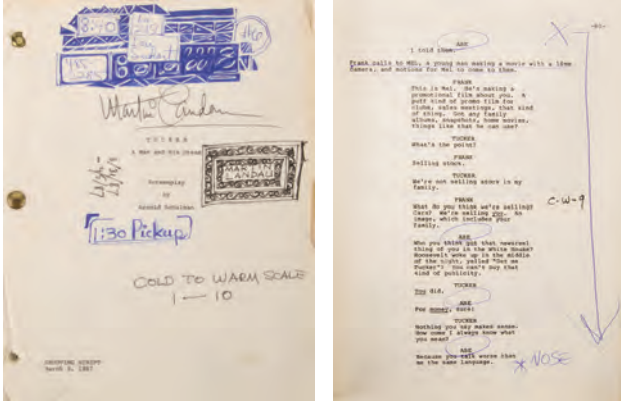 8:40
#6
Martin Landau
TUCKER
A Man and His Dream
MARTIN
LANDAU
Screenplay
by
Arnold Schulman
1:30 Pickup
COLD TO WARM SCALE
1 — 10
SHOOTING SCRIPT
ABE
I told them.
Frank calls to Mel, a young man making a movie with a 16mm
camera, and motions for Mel to come to them.
FRANK
This is Mel. He's making a
promotional film about you. A
puff kind of promo film for
clubs, sales meetings, that kind
of thing. Got any family
albums, snapshots, home movies,
things like that he can use?
TUCKER
What's the point?
FRANK
Selling stock.
TUCKER
We're not selling stock in my
family.
FRANK
What do you think we're selling?
Cars? We're selling you. An
image, which includes your
family.
C-W-9
ABE
Who you think got that newsreel
thing of you in the White House?
Roosevelt woke up in the middle
of the night, yelled "Get me
Tucker"? You can't buy that
kind of publicity.
TUCKER
You did.
ABE
For money, sure!
TUCKER
Nothing you say makes sense.
How come I always know what
you mean?
ABE
Because you talk worse than
me the same language.
* NOSE